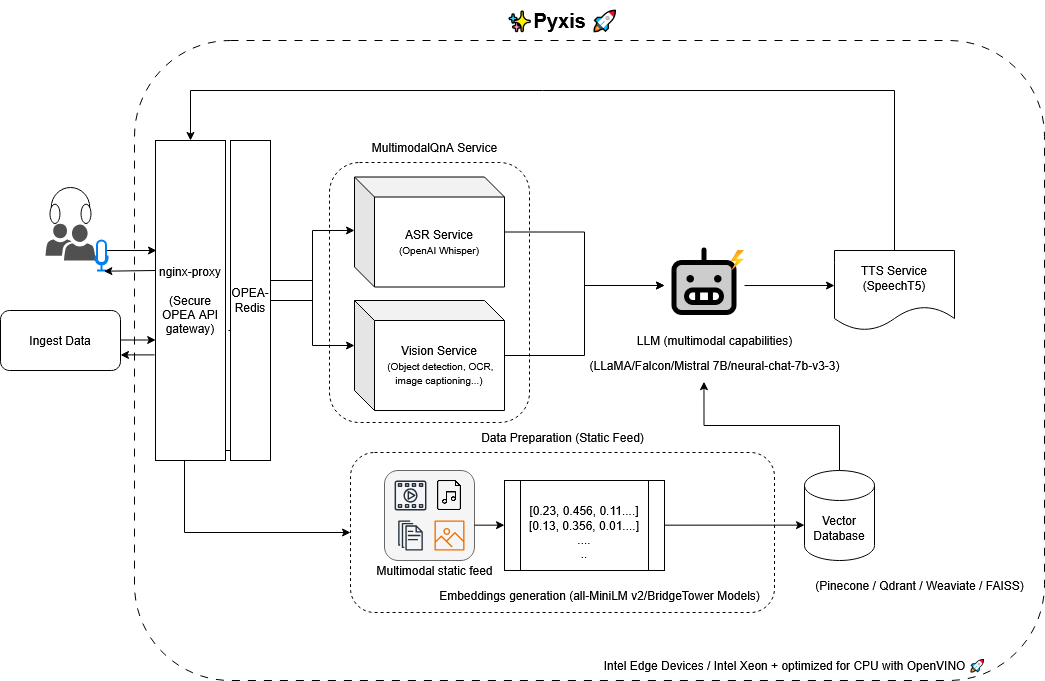 ✨Pyxis 🚀
MultimodalQnA Service
ASR Service
(OpenAI Whisper)
nginx-proxy
(Secure
OPEA API
gateway)
OPEA-
Redis
TTS Service
(SpeechT5)
Ingest Data
Vision Service
(Object detection, OCR,
image captioning...)
LLM (multimodal capabilities)
(LLaMA/Falcon/Mistral 7B/neural-chat-7b-v3-3)
Data Preparation (Static Feed)
[0.23, 0.456, 0.11....]
[0.13, 0.356, 0.01....]
....
..
Multimodal static feed
Embeddings generation (all-MiniLM v2/BridgeTower Models)
Vector
Database
(Pinecone / Qdrant / Weaviate / FAISS)
Intel Edge Devices / Intel Xeon + optimized for CPU with OpenVINO 🚀